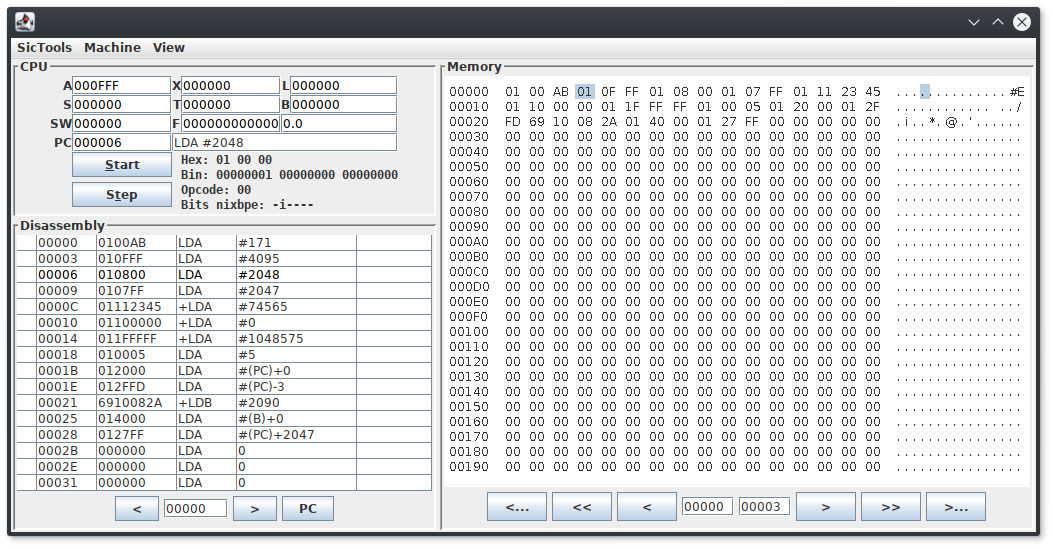 SicTools Machine View
CPU
A 000FFF X 000000 L 000000
S 000000 T 000000 B 000000
SW 000000 F 000000000000 0.0
PC 000006 LDA #2048
Start
Step
Hex: 01 00 00
Bin: 00000001 00000000 00000000
Opcode: 00
Bits nixbpe: -i----
Disassembly
00000 0100AB LDA #171
00003 010FFF LDA #4095
00006 010800 LDA #2048
00009 0107FF LDA #2047
0000C 01112345 +LDA #74565
00010 01100000 +LDA #0
00014 011FFFFF +LDA #1048575
00018 010005 LDA #5
0001B 012000 LDA #(PC)+0
0001E 012FFD LDA #(PC)-3
00021 6910082A +LDB #2090
00025 014000 LDA #(B)+0
00028 0127FF LDA #(PC)+2047
0002B 000000 LDA 0
0002E 000000 LDA 0
00031 000000 LDA 0
< 00000 > PC
Memory
00000 01 00 AB 01 0F FF 01 08 00 01 07 FF 01 11 23 45 . . . . . . . . . . . . . . #E
00010 01 10 00 00 01 1F FF FF 01 00 05 01 20 00 01 2F . . . . . . . . . . . . . . /
00020 FD 69 10 08 2A 01 40 00 01 27 FF 00 00 00 00 00 . i . . * . @ . . ' . . . . . .
00030 00 00 00 00 00 00 00 00 00 00 00 00 00 00 00 00 . . . . . . . . . . . . . . . .
00040 00 00 00 00 00 00 00 00 00 00 00 00 00 00 00 00 . . . . . . . . . . . . . . . .
00050 00 00 00 00 00 00 00 00 00 00 00 00 00 00 00 00 . . . . . . . . . . . . . . . .
00060 00 00 00 00 00 00 00 00 00 00 00 00 00 00 00 00 . . . . . . . . . . . . . . . .
00070 00 00 00 00 00 00 00 00 00 00 00 00 00 00 00 00 . . . . . . . . . . . . . . . .
00080 00 00 00 00 00 00 00 00 00 00 00 00 00 00 00 00 . . . . . . . . . . . . . . . .
00090 00 00 00 00 00 00 00 00 00 00 00 00 00 00 00 00 . . . . . . . . . . . . . . . .
000A0 00 00 00 00 00 00 00 00 00 00 00 00 00 00 00 00 . . . . . . . . . . . . . . . .
000B0 00 00 00 00 00 00 00 00 00 00 00 00 00 00 00 00 . . . . . . . . . . . . . . . .
000C0 00 00 00 00 00 00 00 00 00 00 00 00 00 00 00 00 . . . . . . . . . . . . . . . .
000D0 00 00 00 00 00 00 00 00 00 00 00 00 00 00 00 00 . . . . . . . . . . . . . . . .
000E0 00 00 00 00 00 00 00 00 00 00 00 00 00 00 00 00 . . . . . . . . . . . . . . . .
000F0 00 00 00 00 00 00 00 00 00 00 00 00 00 00 00 00 . . . . . . . . . . . . . . . .
00100 00 00 00 00 00 00 00 00 00 00 00 00 00 00 00 00 . . . . . . . . . . . . . . . .
00110 00 00 00 00 00 00 00 00 00 00 00 00 00 00 00 00 . . . . . . . . . . . . . . . .
00120 00 00 00 00 00 00 00 00 00 00 00 00 00 00 00 00 . . . . . . . . . . . . . . . .
00130 00 00 00 00 00 00 00 00 00 00 00 00 00 00 00 00 . . . . . . . . . . . . . . . .
00140 00 00 00 00 00 00 00 00 00 00 00 00 00 00 00 00 . . . . . . . . . . . . . . . .
00150 00 00 00 00 00 00 00 00 00 00 00 00 00 00 00 00 . . . . . . . . . . . . . . . .
00160 00 00 00 00 00 00 00 00 00 00 00 00 00 00 00 00 . . . . . . . . . . . . . . . .
00170 00 00 00 00 00 00 00 00 00 00 00 00 00 00 00 00 . . . . . . . . . . . . . . . .
00180 00 00 00 00 00 00 00 00 00 00 00 00 00 00 00 00 . . . . . . . . . . . . . . . .
00190 00 00 00 00 00 00 00 00 00 00 00 00 00 00 00 00 . . . . . . . . . . . . . . . .
<... << < 00000 00003 > >> >...